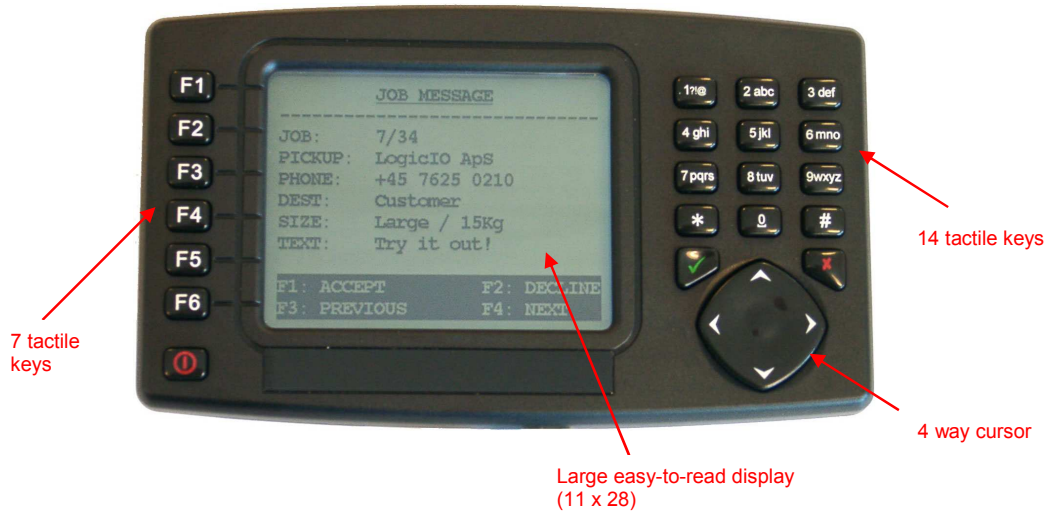 F1
F2
F3
F4
F5
F6
JOB MESSAGE
--------------------------------
JOB: 7/34
PICKUP: LogicIO ApS
PHONE: +45 7625 0210
DEST: Customer
SIZE: Large / 15Kg
TEXT: Try it out!
F1: ACCEPT F2: DECLINE
F3: PREVIOUS F4: NEXT
1?!@ 2 abc 3 def
4 ghi 5 jkl 6 mno
7 pqrs 8 tuv 9wxyz
* 0 #
14 tactile keys
7 tactile
keys
4 way cursor
Large easy-to-read display
(11 x 28)